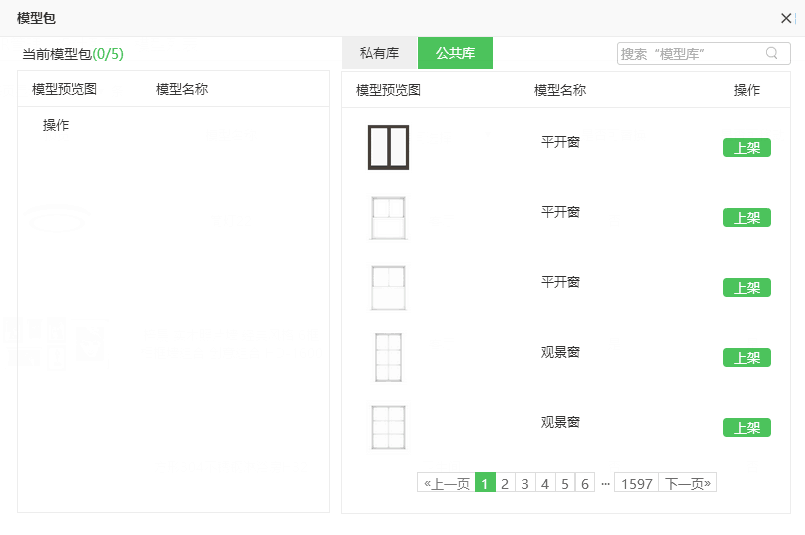 模型包
当前模型包(0/5)
模型预览图 模型名称
操作
私有库 公共库 搜索“模型库”
模型预览图 模型名称 操作
平开窗 上架
平开窗 上架
平开窗 上架
观景窗 上架
观景窗 上架
«上一页 1 2 3 4 5 6 ··· 1597 下一页»